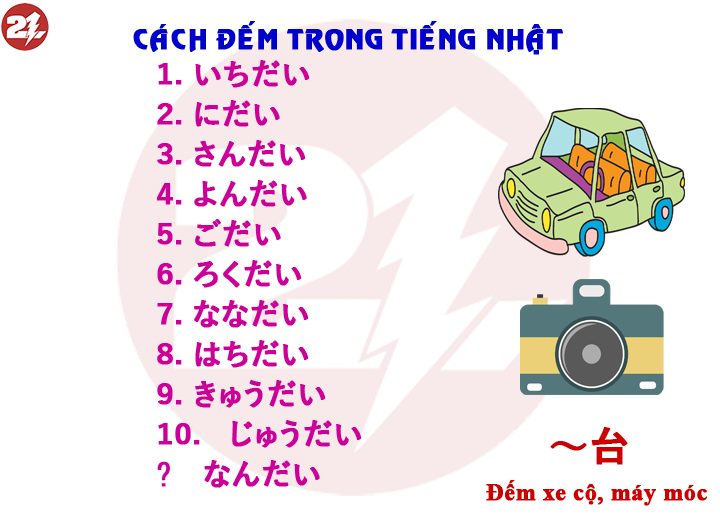 21
CÁCH ĐẾM TRONG TIẾNG NHẬT
1. いちだい
2. にだい
3. さんだい
4. よんだい
5. ごだい
6. ろくだい
7. ななだい
8. はちだい
9. きゅうだい
10. じゅうだい
? なんだい
～台
Đếm xe cộ, máy móc